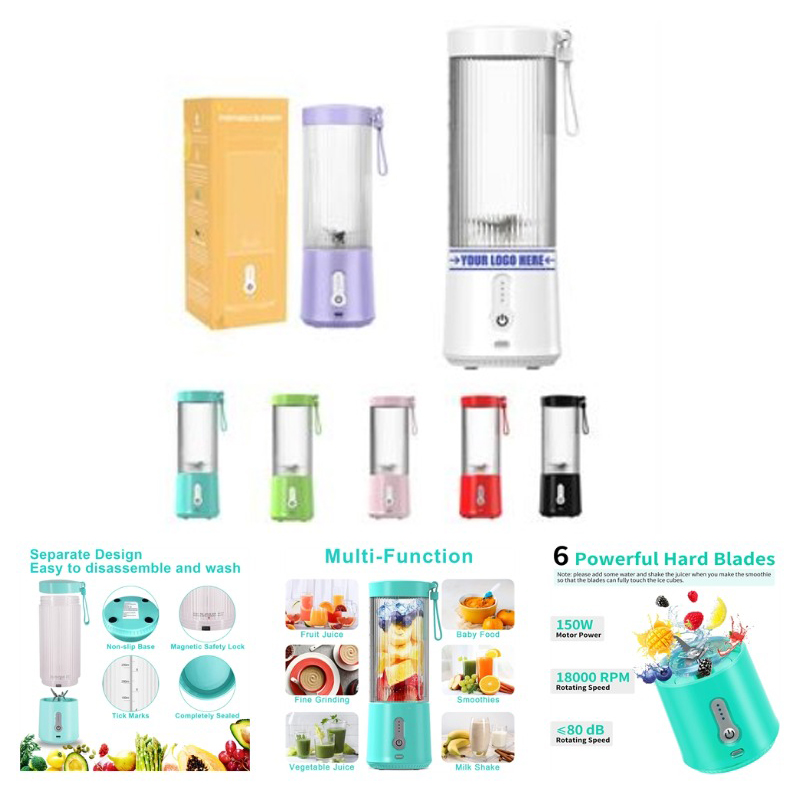 PORTABLE BLENDER
→YOUR LOGO HERE←
Separate Design
Easy to disassemble and wash
Non-slip Base
Magnetic Safety Lock
Tick Marks
Completely Sealed
Multi-Function
Fruit Juice
Baby Food
Fine Grinding
Smoothies
Vegetable Juice
Milk Shake
6 Powerful Hard Blades
Note: please add some water and shake the juicer when you make the smoothie
so that the blades can fully touch the ice cubes.
150W
Motor Power
18000 RPM
Rotating Speed
≤80 dB
Rotating Speed